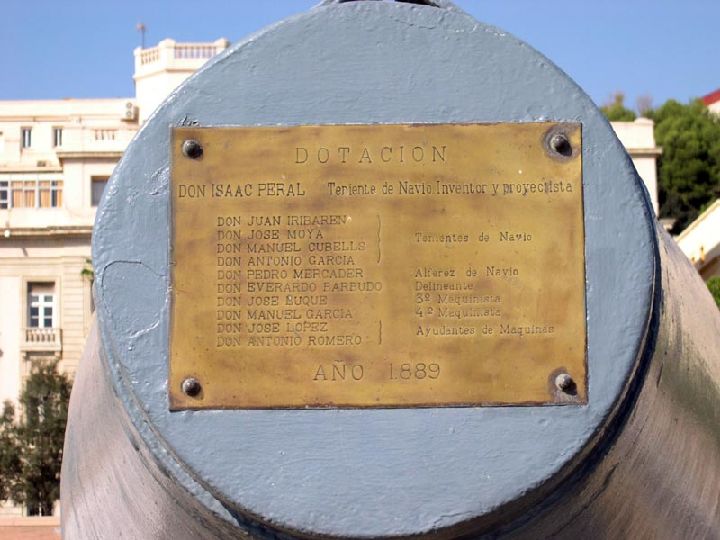 DOTACION
DON ISAAC PERAL Teniente de Navio Inventor y proyectista
DON JUAN IRIBAREN
DON JOSE MOYA Tenientes de Navio
DON MANUEL CUBELLS
DON ANTONIO GARCIA
DON PEDRO MERCADER Alferez de Navio
DON EVERARDO BARBUDO Delineante
DON JOSE BUQUE 3º Maquinista
DON MANUEL GARCIA 4º Maquinista
DON JOSE LOPEZ Ayudantes de Maquinas
DON ANTONIO ROMERO
AÑO 1889